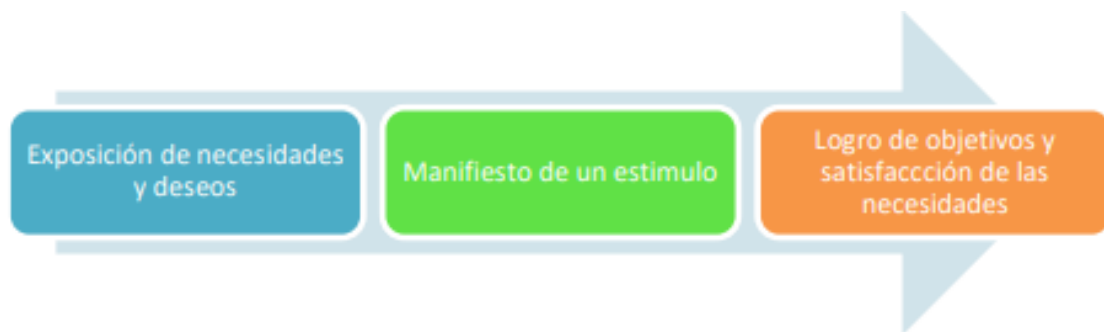 Exposición de necesidades
y deseos
Manifiesto de un estimulo
Logro de objetivos y
satisfaccción de las
necesidades